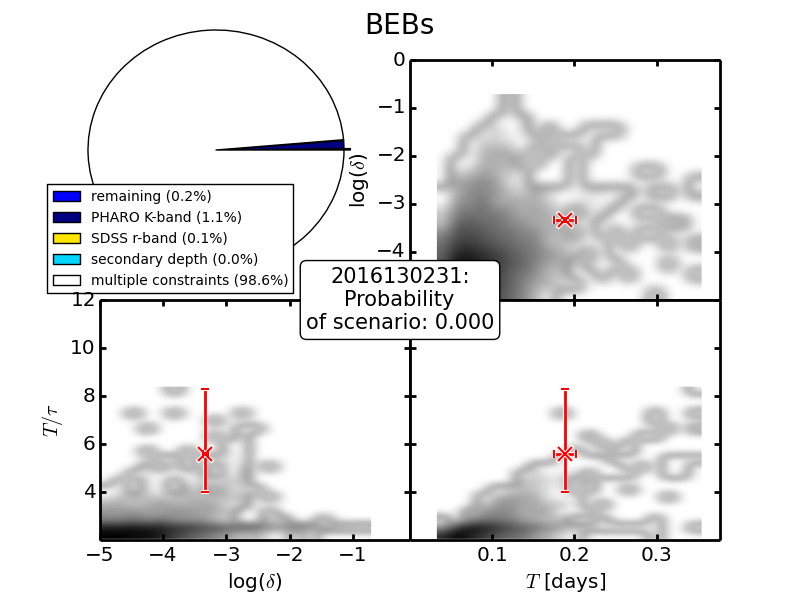 BEBs
remaining (0.2%)
PHARO K-band (1.1%)
SDSS r-band (0.1%)
secondary depth (0.0%)
multiple constraints (98.6%)
0
−1
−2
−3
−4
log(δ)
2016130231:
Probability
of scenario: 0.000
12
10
8
6
4
T/τ
−5 −4 −3 −2 −1
log(δ)
0.1 0.2 0.3
T [days]